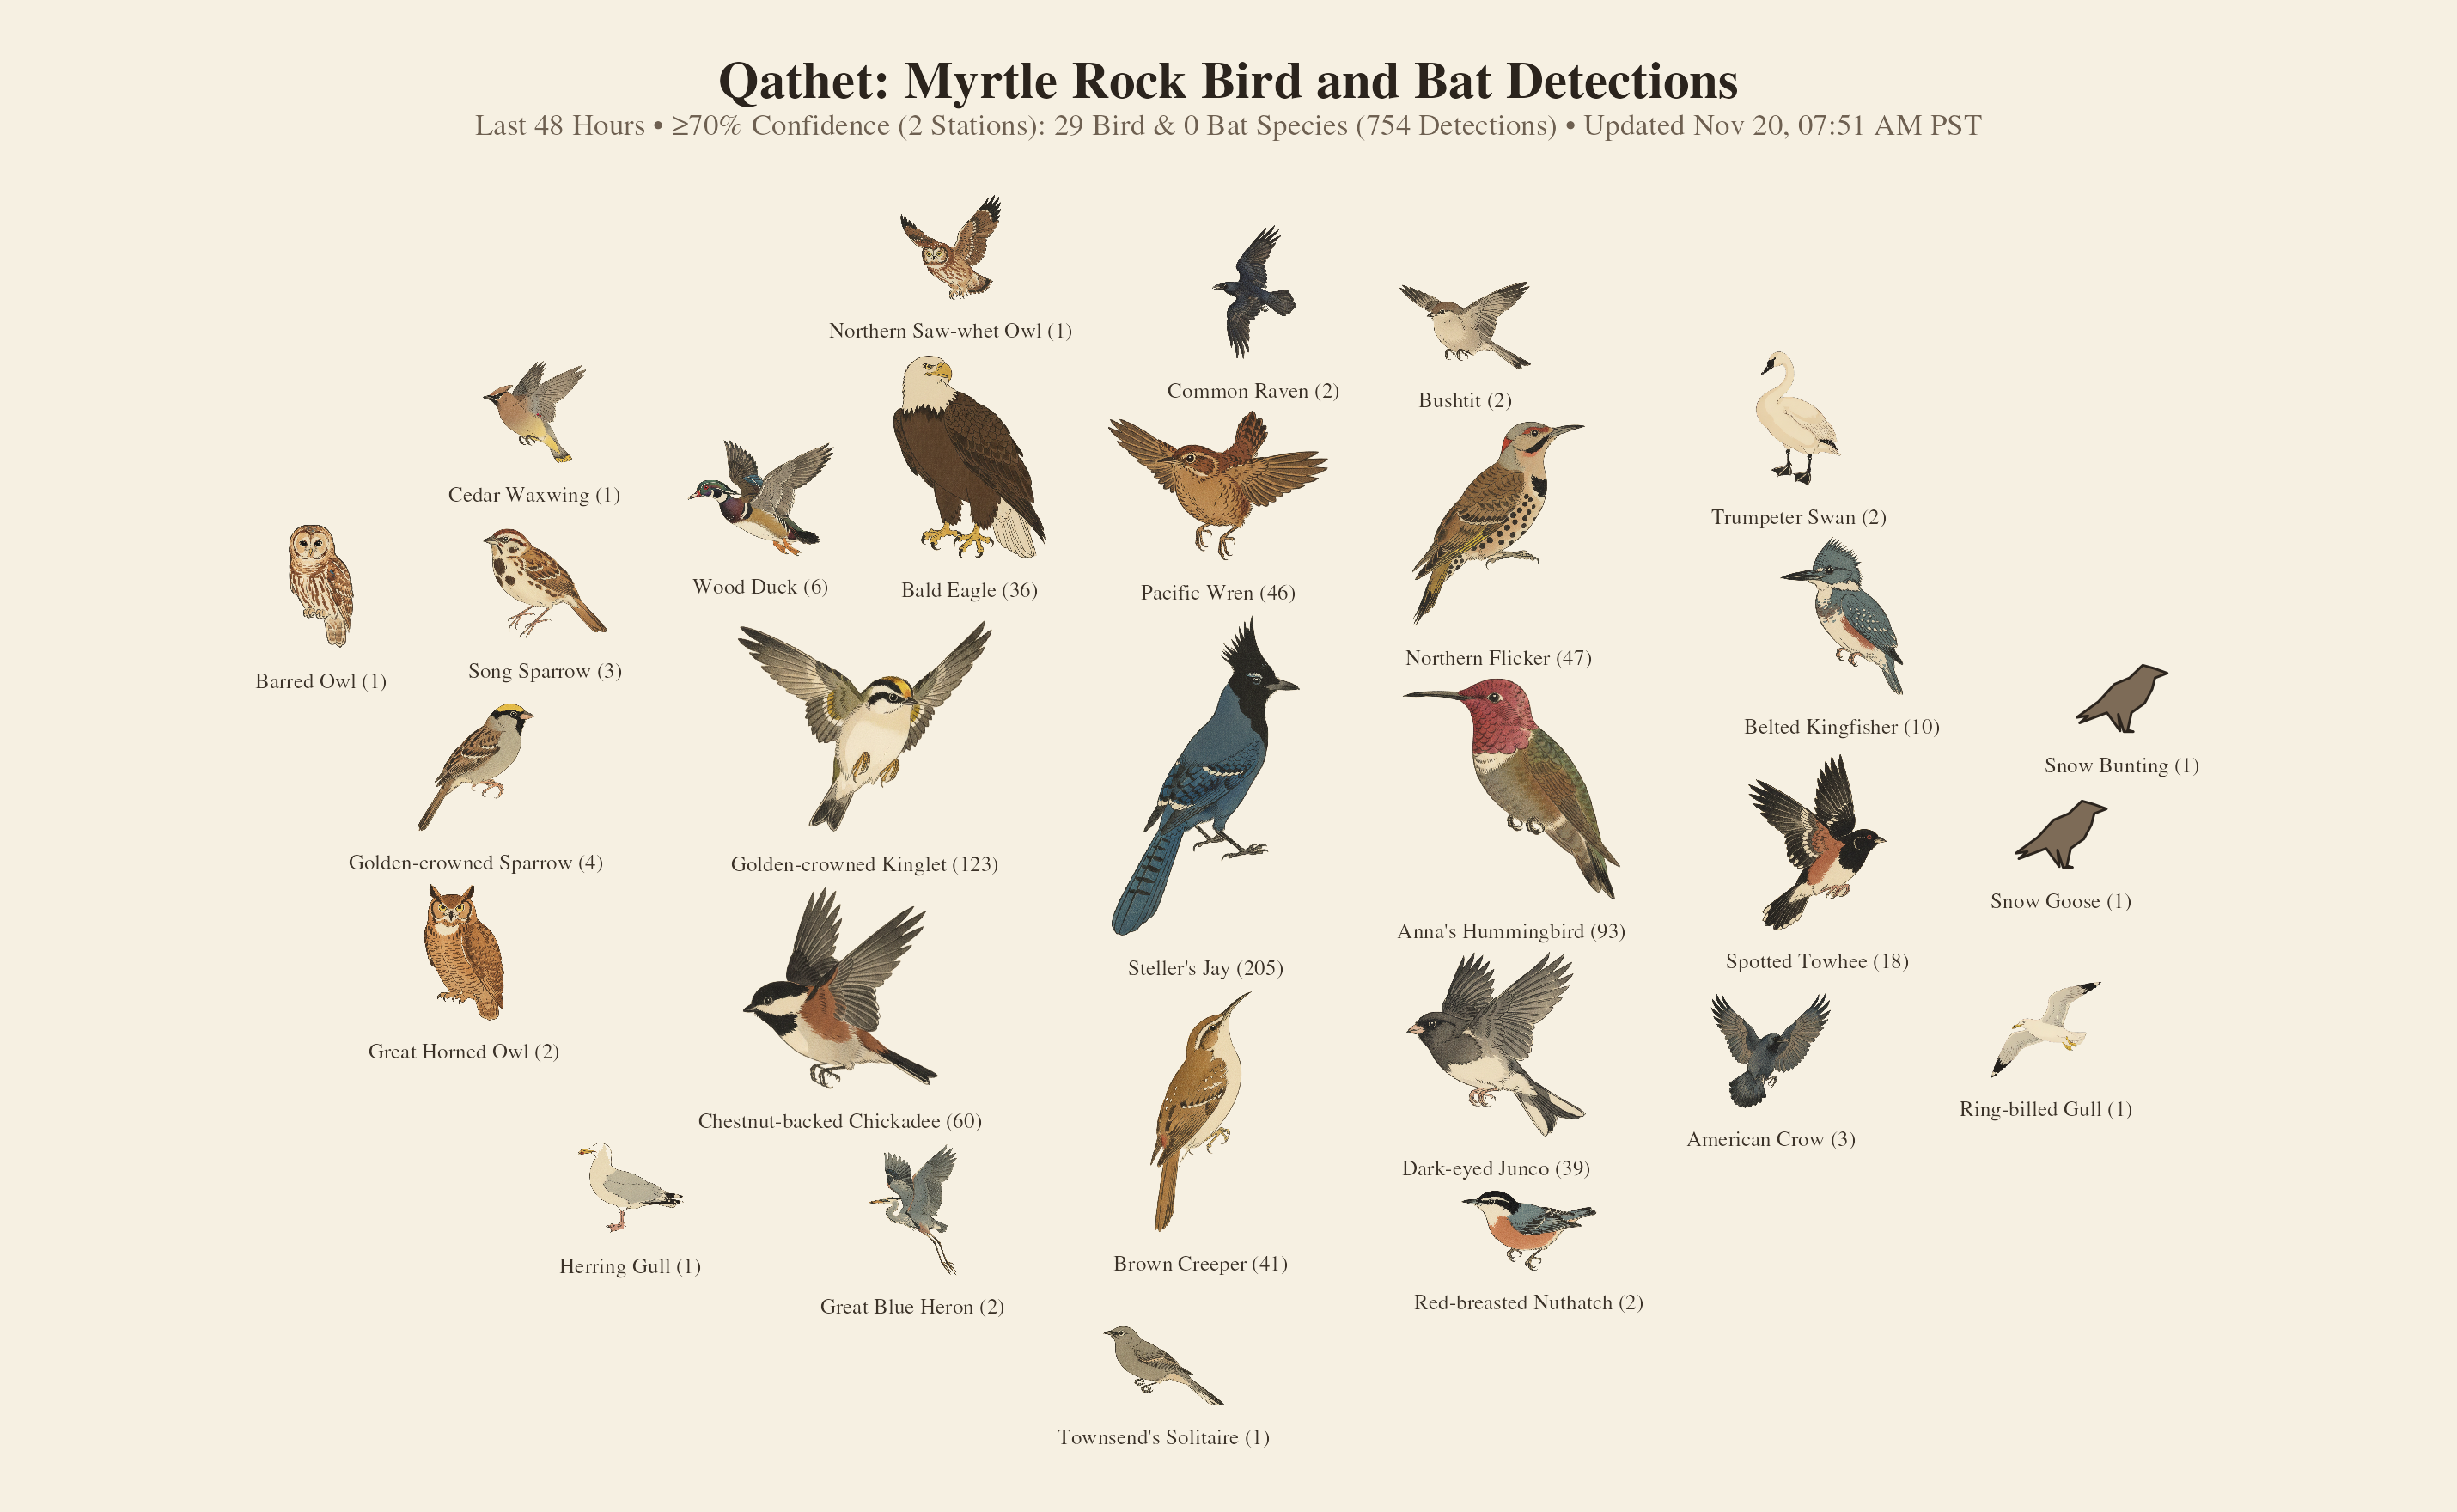 Qathet: Myrtle Rock Bird and Bat Detections
Last 48 Hours • ≥70% Confidence (2 Stations): 29 Bird & 0 Bat Species (754 Detections) • Updated Nov 20, 07:51 AM PST
Northern Saw-whet Owl (1)
Common Raven (2)
Bushtit (2)
Cedar Waxwing (1)
Trumpeter Swan (2)
Wood Duck (6)
Bald Eagle (36)
Pacific Wren (46)
Northern Flicker (47)
Barred Owl (1)
Song Sparrow (3)
Belted Kingfisher (10)
Snow Bunting (1)
Golden-crowned Sparrow (4)
Golden-crowned Kinglet (123)
Snow Goose (1)
Anna's Hummingbird (93)
Steller's Jay (205)
Spotted Towhee (18)
Great Horned Owl (2)
Chestnut-backed Chickadee (60)
Ring-billed Gull (1)
American Crow (3)
Dark-eyed Junco (39)
Herring Gull (1)
Brown Creeper (41)
Great Blue Heron (2)
Red-breasted Nuthatch (2)
Townsend's Solitaire (1)